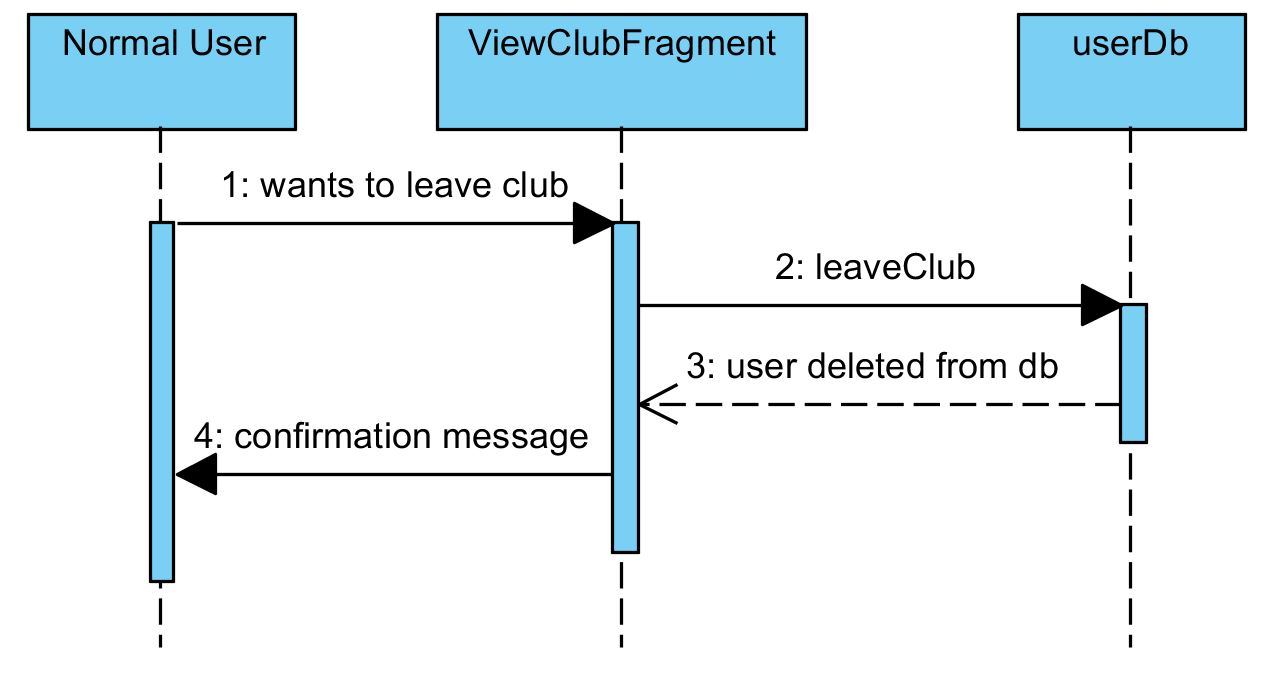 Normal User
ViewClubFragment
userDb
1: wants to leave club
2: leaveClub
3: user deleted from db
4: confirmation message